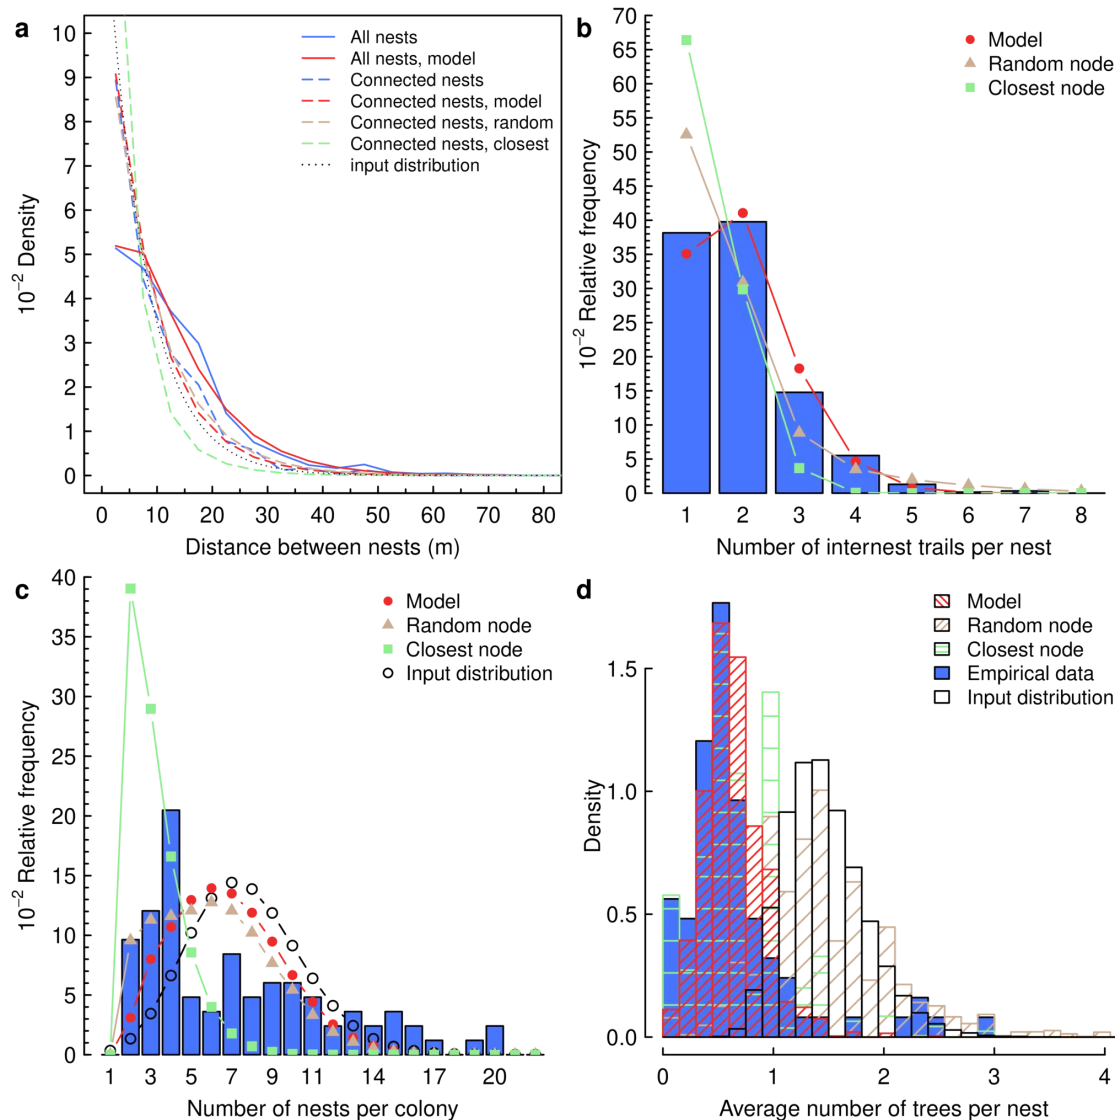 a
All nests
All nests, model
Connected nests
Connected nests, model
Connected nests, random
Connected nests, closest
input distribution
10⁻² Density
10
9
8
7
6
5
4
3
2
1
0
0 10 20 30 40 50 60 70 80
Distance between nests (m)
b
Model
Random node
Closest node
10⁻² Relative frequency
70
65
60
55
50
45
40
35
30
25
20
15
10
5
0
1 2 3 4 5 6 7 8
Number of internest trails per nest
c
Model
Random node
Closest node
Input distribution
10⁻² Relative frequency
40
35
30
25
20
15
10
5
0
1 3 5 7 9 11 14 17 20
Number of nests per colony
d
Model
Random node
Closest node
Empirical data
Input distribution
Density
1.5
1.0
0.5
0.0
0 1 2 3 4
Average number of trees per nest